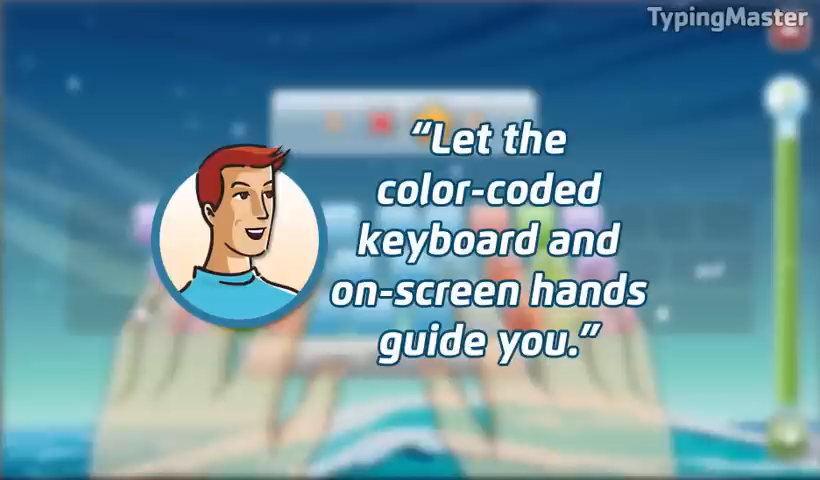 TypingMaster
“Let the
color-coded
keyboard and
on-screen hands
guide you.”